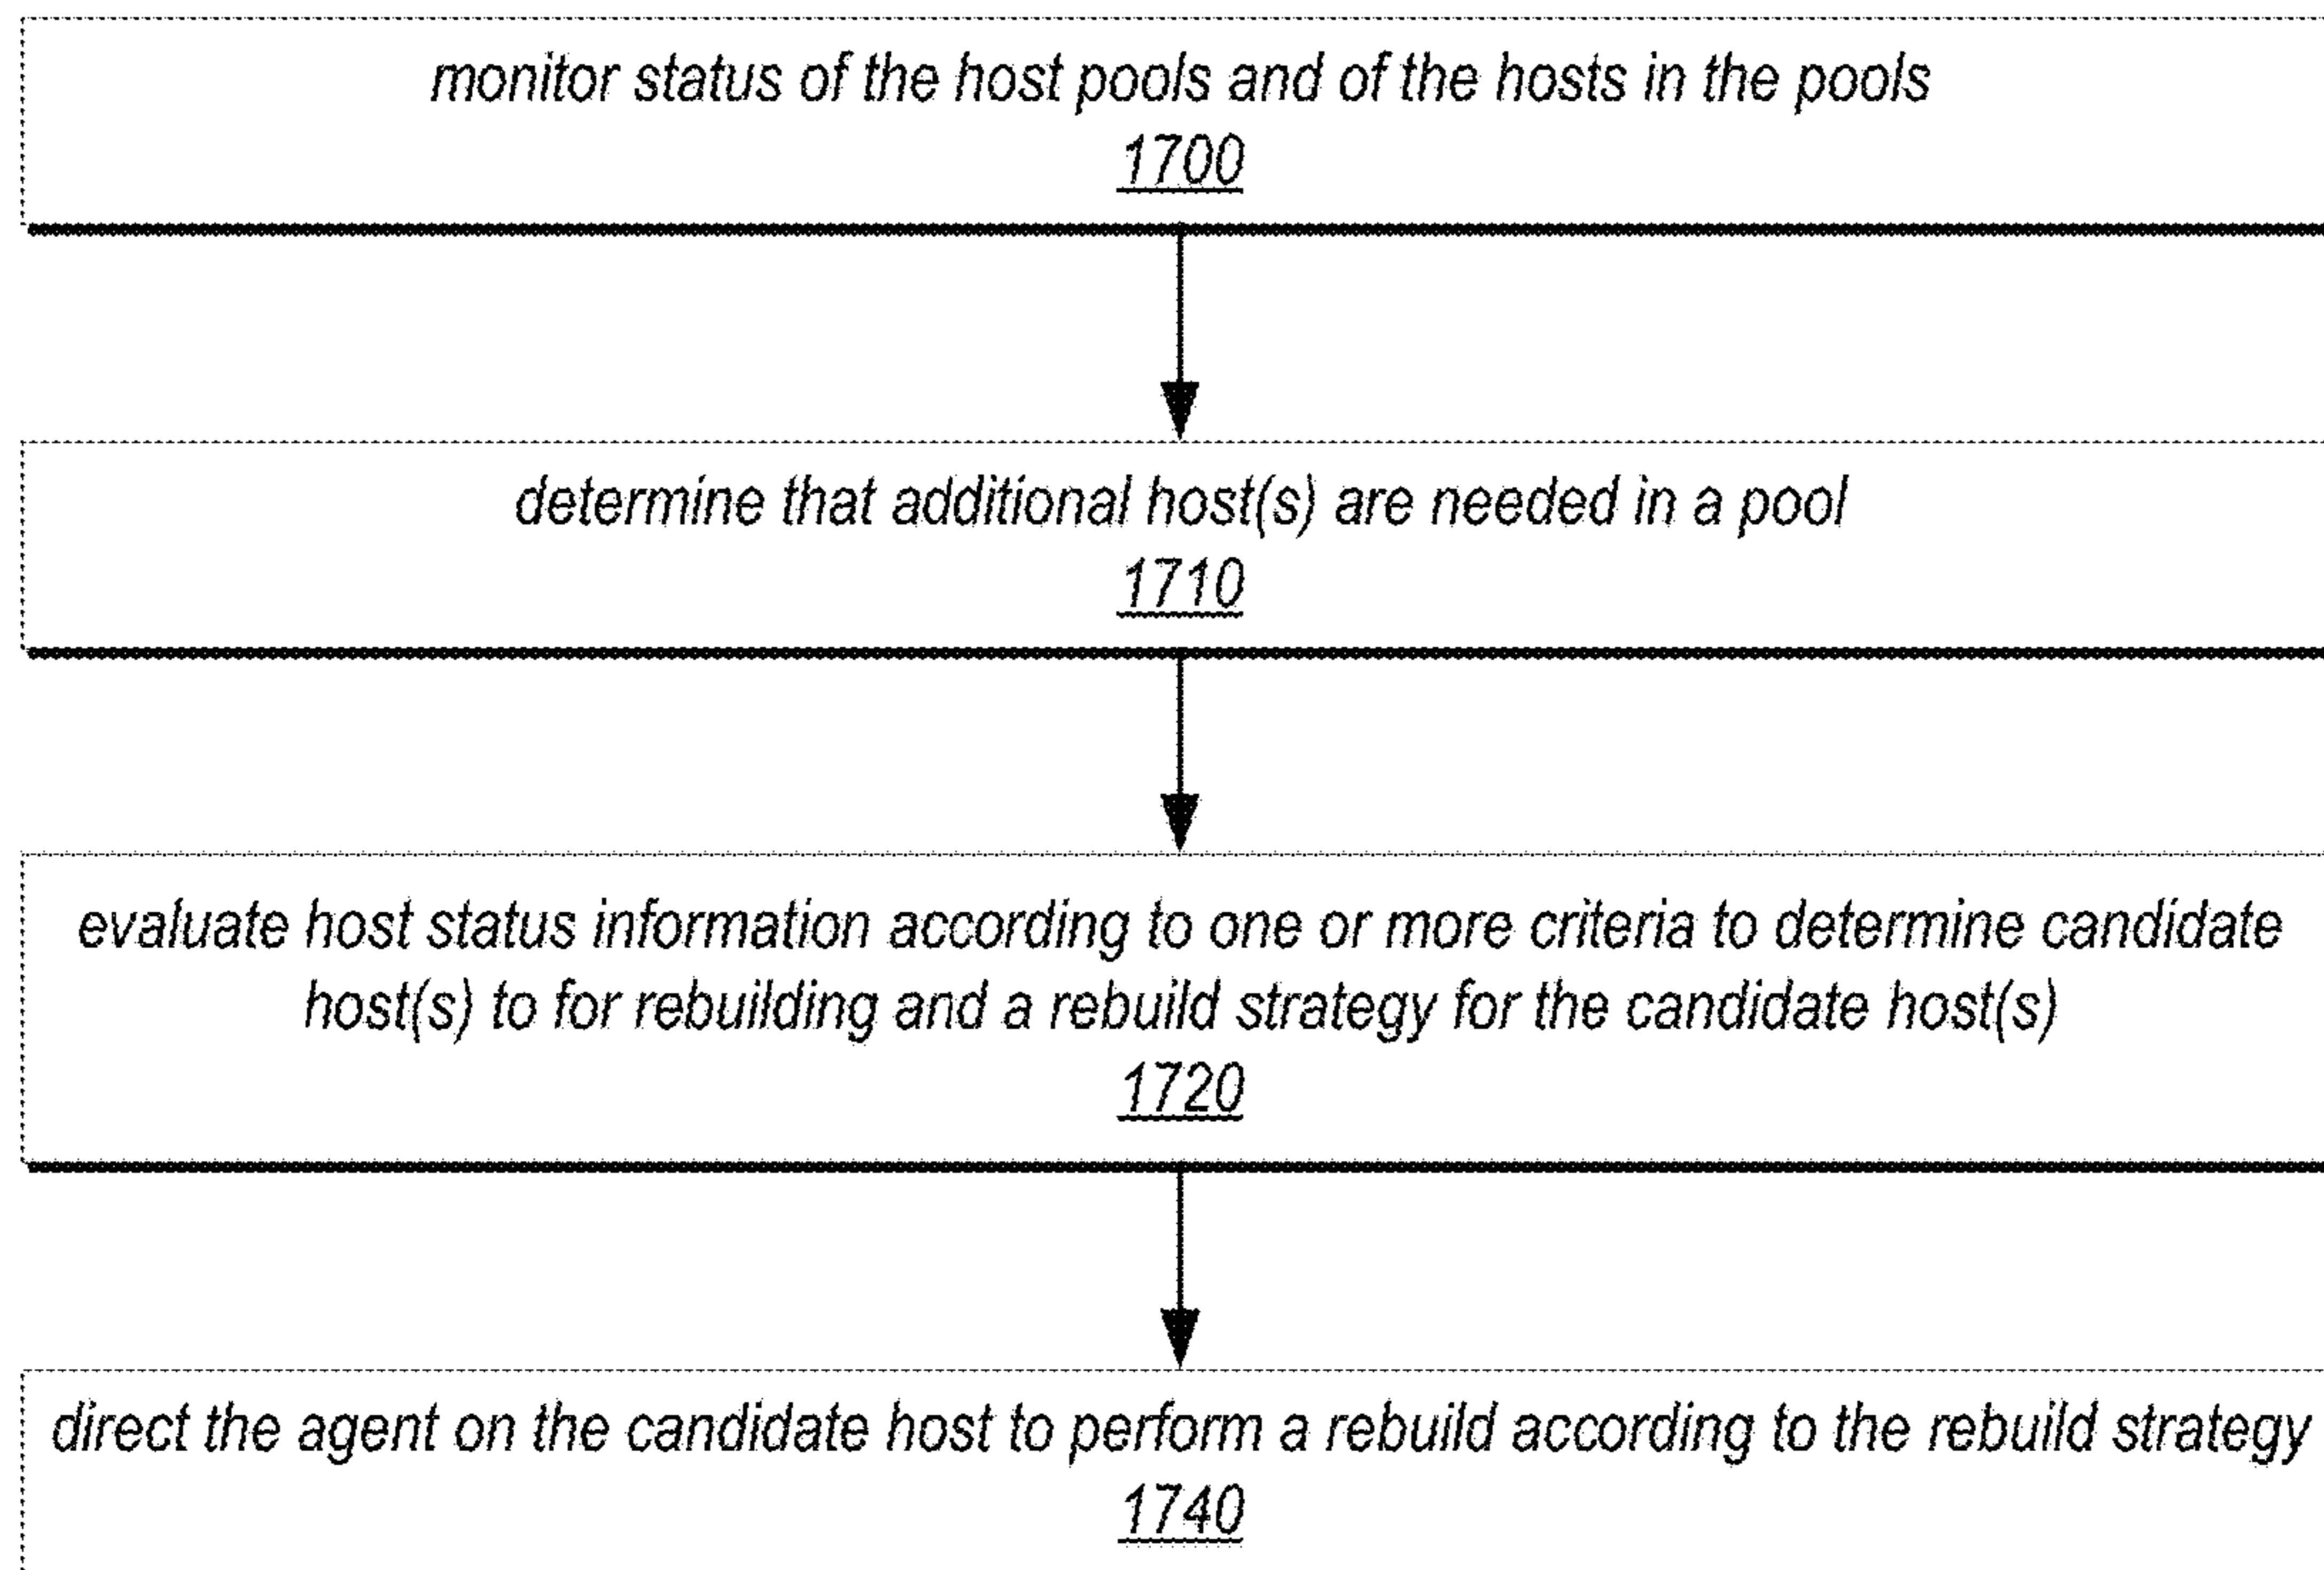 monitor status of the host pools and of the hosts in the pools
1700
determine that additional host(s) are needed in a pool
1710
evaluate host status information according to one or more criteria to determine candidate
host(s) to for rebuilding and a rebuild strategy for the candidate host(s)
1720
direct the agent on the candidate host to perform a rebuild according to the rebuild strategy
1740